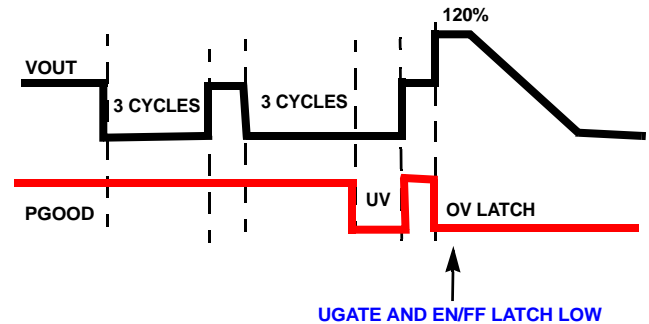 120%
VOUT
3 CYCLES
3 CYCLES
UV
PGOOD
OV LATCH
UGATE AND EN/FF LATCH LOW